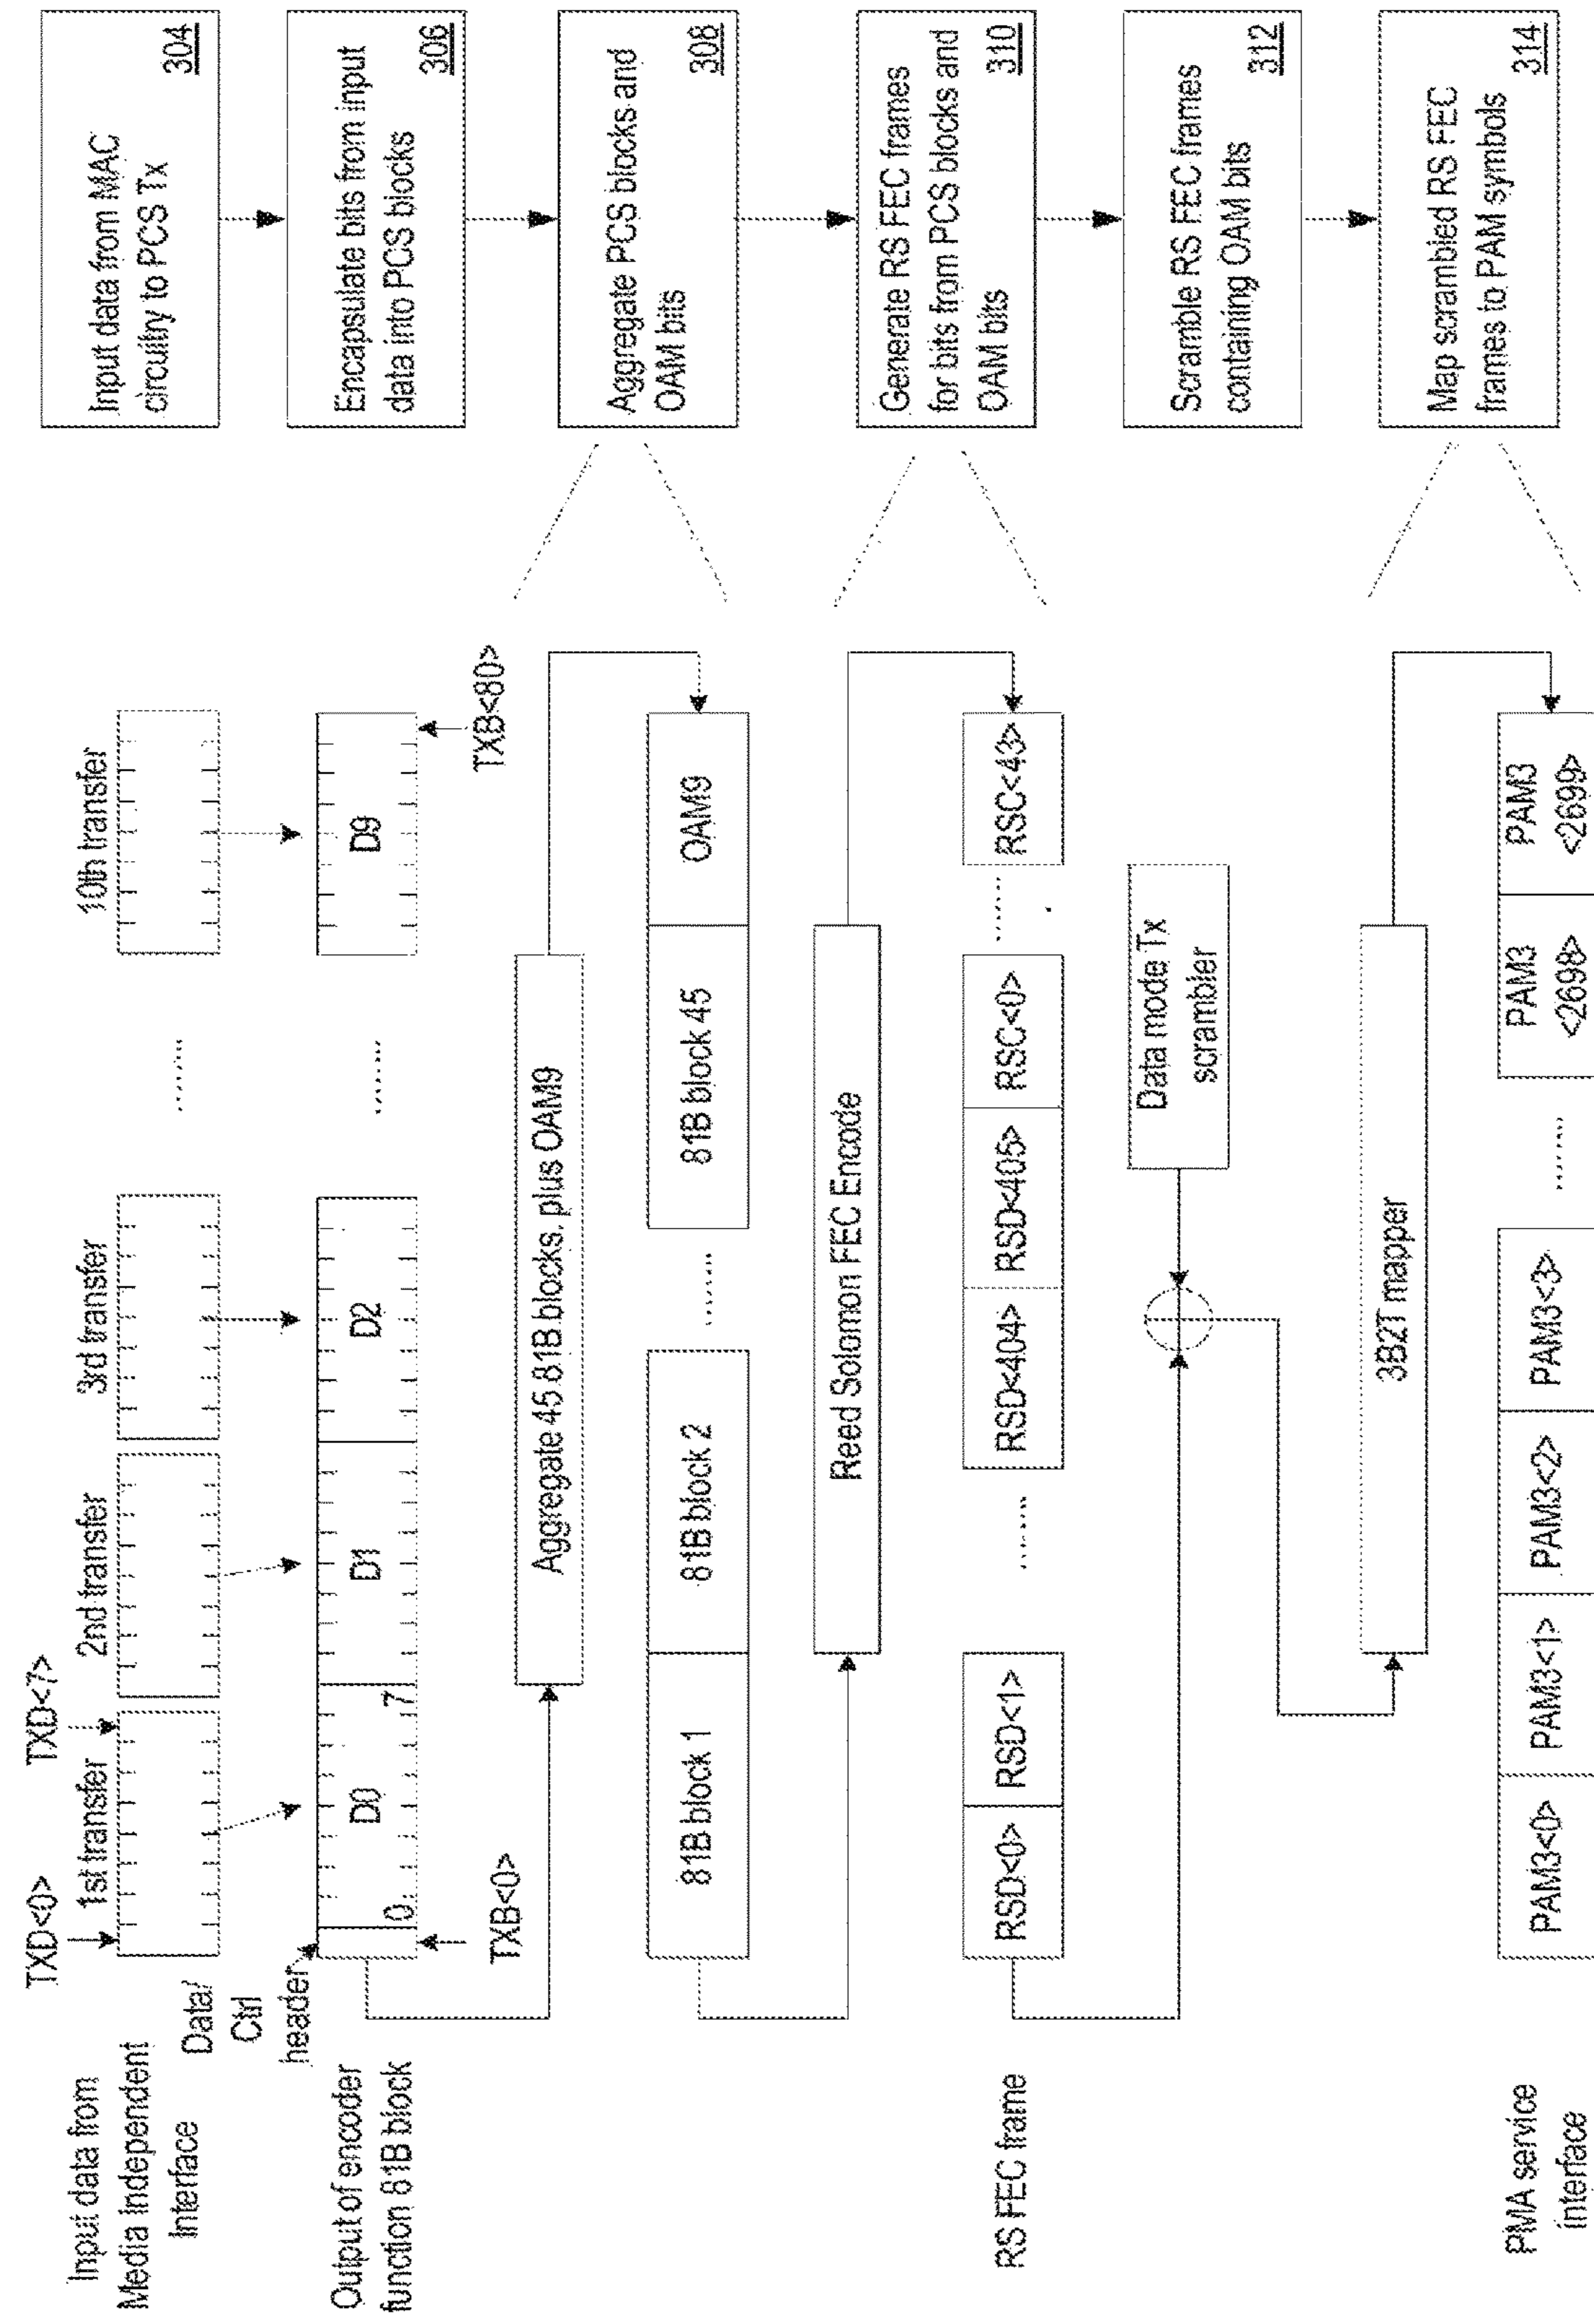 TXD<0>
TXD<7>
1st transfer
2nd transfer
3rd transfer
10th transfer
Input data from
Media Independent
Interface
......
Data/
Ctrl
header
Output of encoder
function 81B block
0
D0
7
D1
D2
......
D9
TXB<0>
TXB<80>
Aggregate 45 81B blocks, plus OAM9
81B block 1
81B block 2
......
81B block 45
OAM9
Reed Solomon FEC Encode
RS FEC frame
RSD<0>
RSD<1>
......
RSD<404>
RSD<405>
RSC<0>
......
RSC<43>
Data mode Tx
scrambler
3B2T mapper
PMA service
interface
PAM3<0>
PAM3<1>
PAM3<2>
PAM3<3>
......
PAM3
<2698>
PAM3
<2699>
Input data from MAC
circuitry to PCS Tx
304
Encapsulate bits from input
data into PCS blocks
306
Aggregate PCS blocks and
OAM bits
308
Generate RS FEC frames
for bits from PCS blocks and
OAM bits
310
Scramble RS FEC frames
containing OAM bits
312
Map scrambled RS FEC
frames to PAM symbols
314